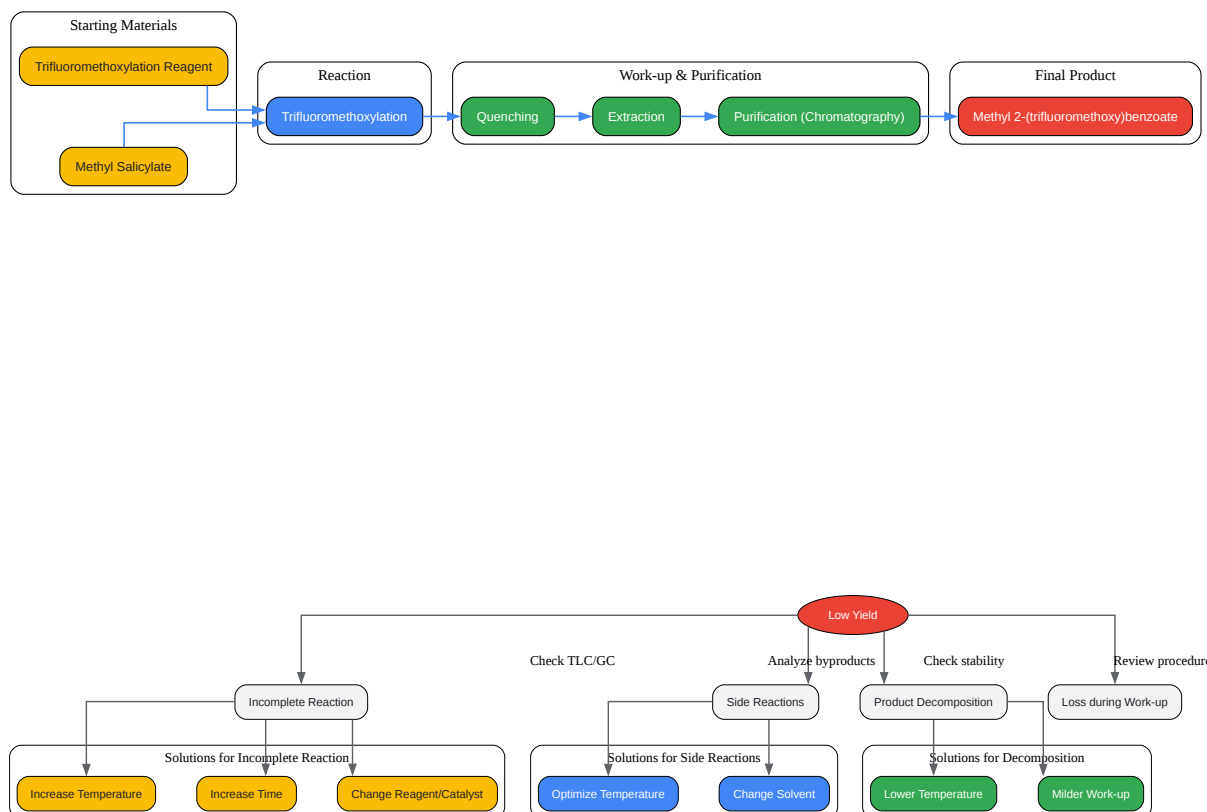 Starting Materials
Trifluoromethoxylation Reagent
Methyl Salicylate
Reaction
Trifluoromethoxylation
Work-up & Purification
Quenching
Extraction
Purification (Chromatography)
Final Product
Methyl 2-(trifluoromethoxy)benzoate
Low Yield
Check TLC/GC
Analyze byproducts
Check stability
Review procedure
Incomplete Reaction
Side Reactions
Product Decomposition
Loss during Work-up
Solutions for Incomplete Reaction
Increase Temperature
Increase Time
Change Reagent/Catalyst
Solutions for Side Reactions
Optimize Temperature
Change Solvent
Solutions for Decomposition
Lower Temperature
Milder Work-up